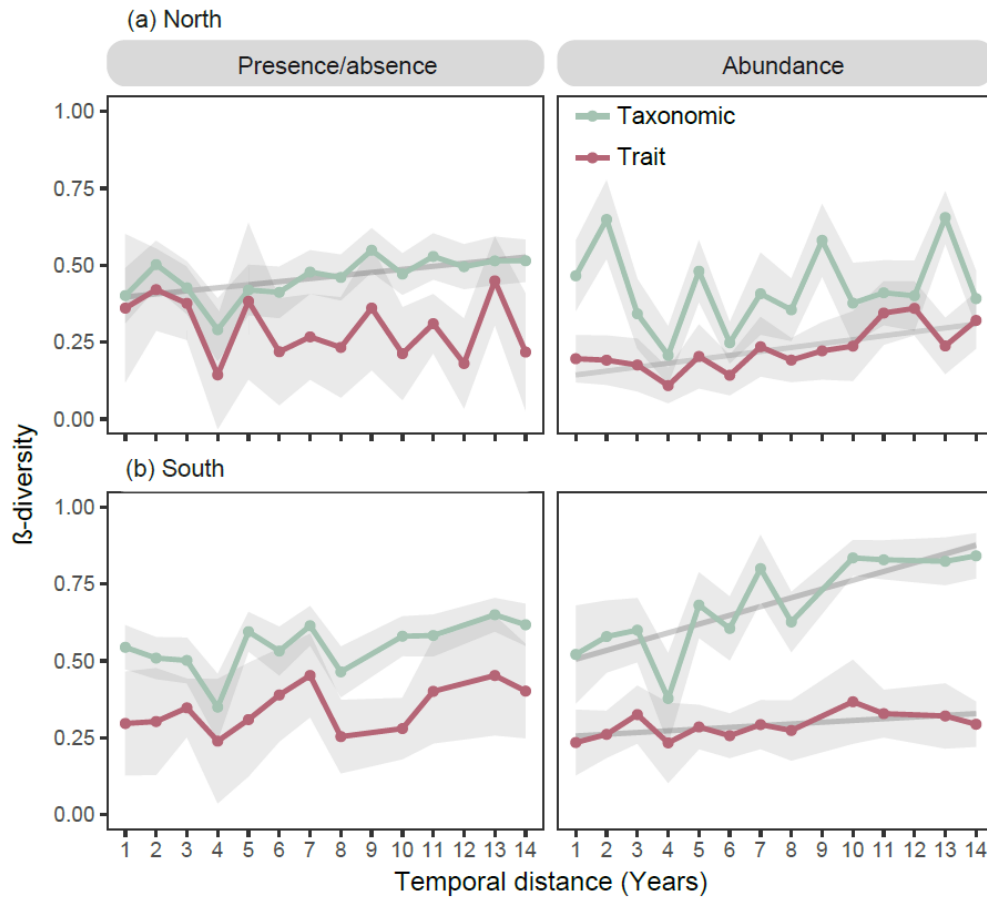 (a) North
Presence/absence
Abundance
1.00
0.75
0.50
0.25
0.00
Taxonomic
Trait
(b) South
1.00
0.75
0.50
0.25
0.00
ß-diversity
1 2 3 4 5 6 7 8 9 10 11 12 13 14
1 2 3 4 5 6 7 8 9 10 11 12 13 14
Temporal distance (Years)